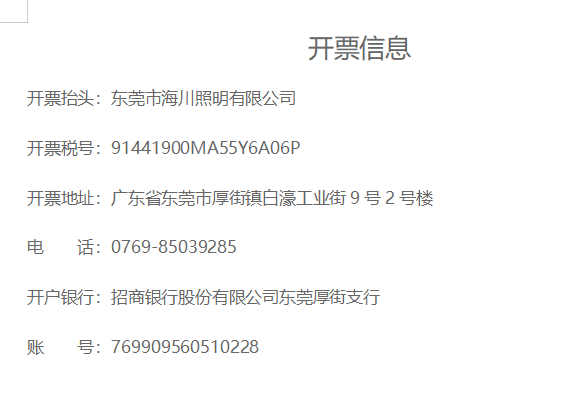 开票信息
开票抬头：东莞市海川照明有限公司
开票税号：91441900MA55Y6A06P
开票地址：广东省东莞市厚街镇白濠工业街 9 号 2 号楼
电　　话：0769-85039285
开户银行：招商银行股份有限公司东莞厚街支行
账　　号：769909560510228